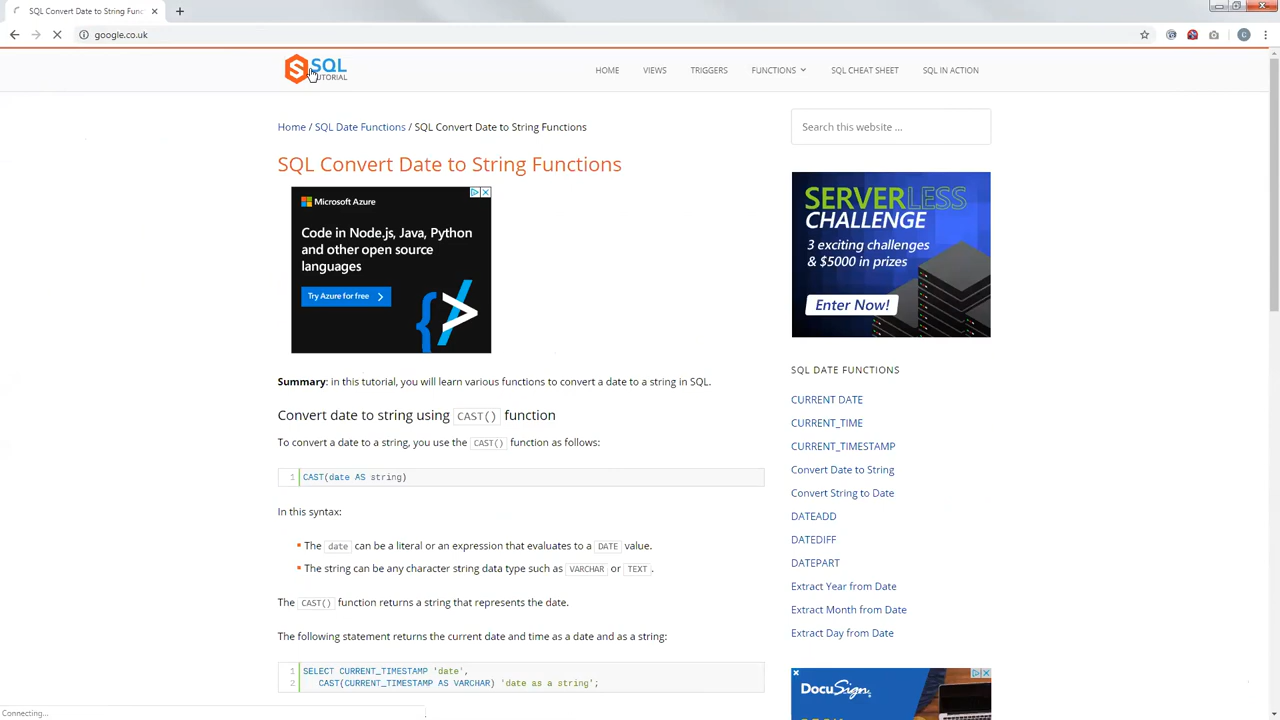 SQL Convert Date to String Func
google.co.uk
C
S SQL
TUTORIAL
HOME
VIEWS
TRIGGERS
FUNCTIONS
SQL CHEAT SHEET
SQL IN ACTION
Home / SQL Date Functions / SQL Convert Date to String Functions
Search this website ...
SQL Convert Date to String Functions
Microsoft Azure
Code in Node.js, Java, Python
and other open source
languages
Try Azure for free
SERVERLESS
CHALLENGE
3 exciting challenges
& $5000 in prizes
Enter Now!
Summary: in this tutorial, you will learn various functions to convert a date to a string in SQL.
Convert date to string using CAST() function
To convert a date to a string, you use the CAST() function as follows:
1 CAST(date AS string)
In this syntax:
The date can be a literal or an expression that evaluates to a DATE value.
The string can be any character string data type such as VARCHAR or TEXT .
The CAST() function returns a string that represents the date.
The following statement returns the current date and time as a date and as a string:
1 SELECT CURRENT_TIMESTAMP 'date',
2 CAST(CURRENT_TIMESTAMP AS VARCHAR) 'date as a string';
SQL DATE FUNCTIONS
CURRENT DATE
CURRENT_TIME
CURRENT_TIMESTAMP
Convert Date to String
Convert String to Date
DATEADD
DATEDIFF
DATEPART
Extract Year from Date
Extract Month from Date
Extract Day from Date
DocuSign
Connecting...